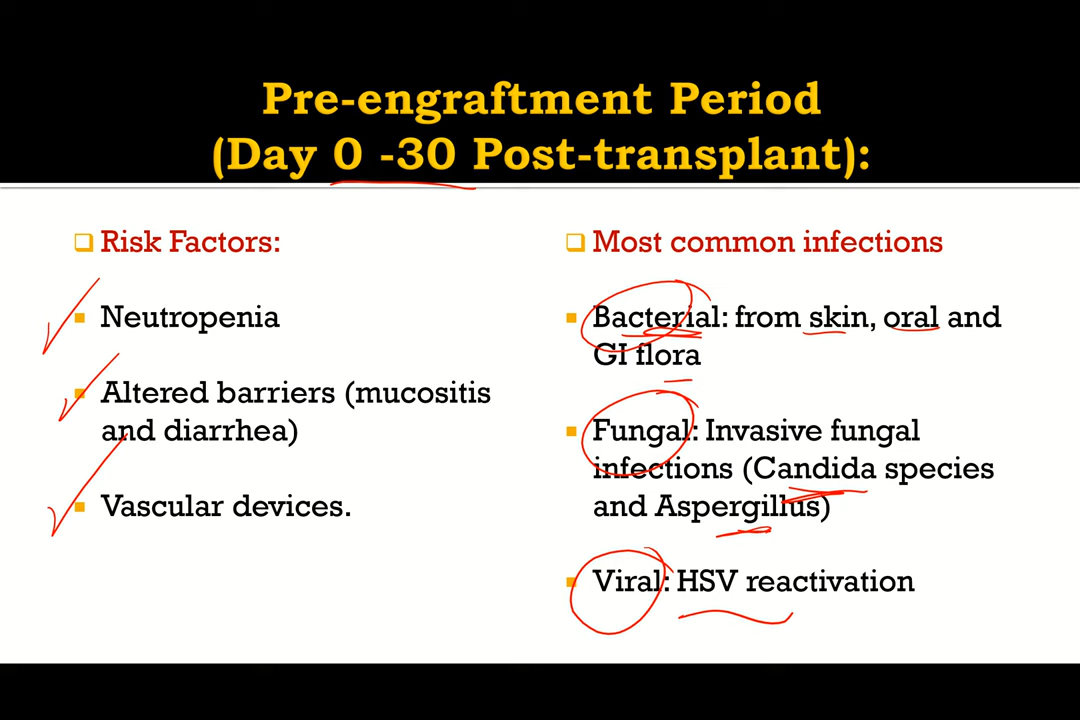 Pre-engraftment Period
(Day 0 -30 Post-transplant):
Risk Factors:
Neutropenia
Altered barriers (mucositis
and diarrhea)
Vascular devices.
Most common infections
Bacterial: from skin, oral and
GI flora
Fungal: Invasive fungal
infections (Candida species
and Aspergillus)
Viral: HSV reactivation